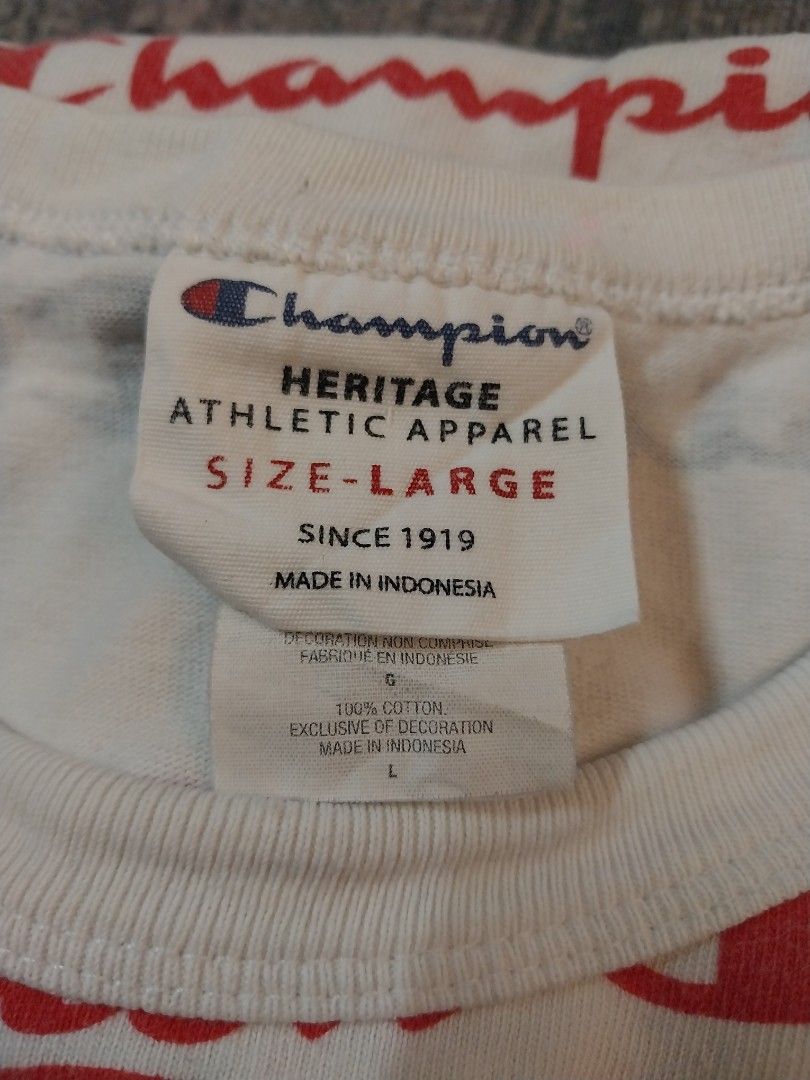 Champi
Champion®
HERITAGE
ATHLETIC APPAREL
SIZE-LARGE
SINCE 1919
MADE IN INDONESIA
DECORATION NON COMPRISE
FABRIQUÉ EN INDONESIE
G
100% COTTON.
EXCLUSIVE OF DECORATION
MADE IN INDONESIA
L